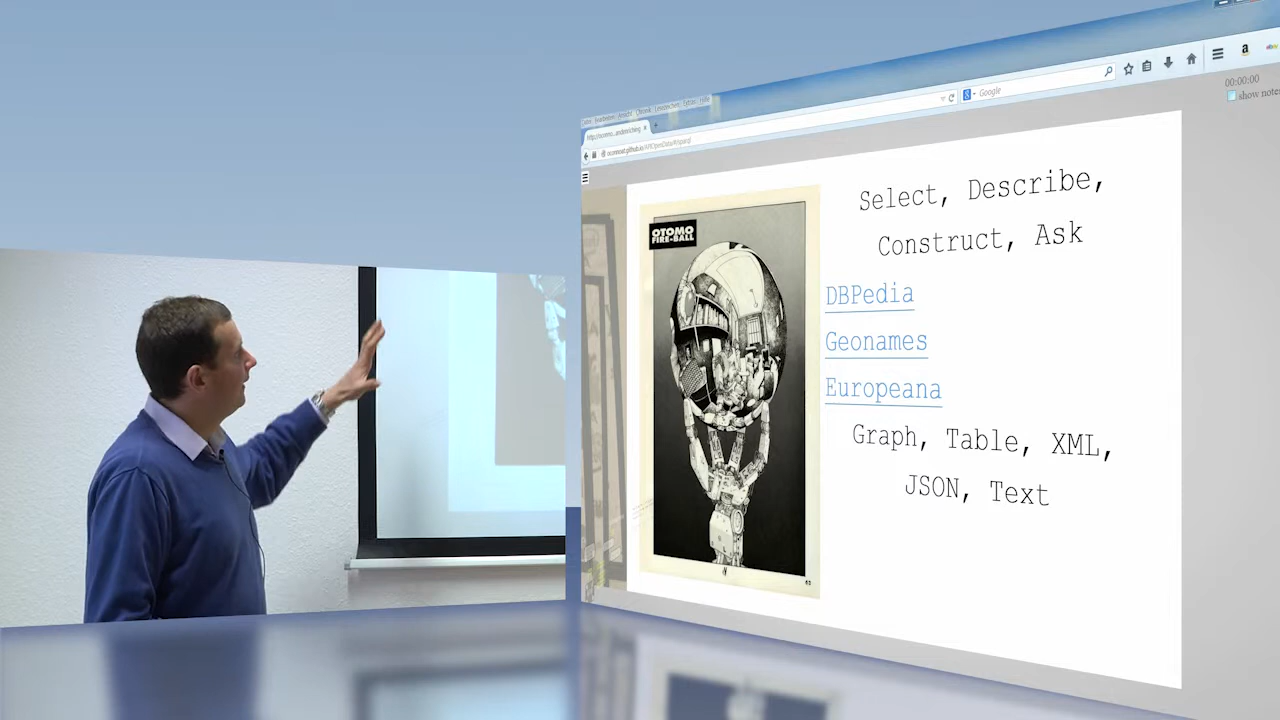 Google
00:00:00
show notes
Select, Describe,
Construct, Ask
OTOMO
FIRE-BALL
DBPedia
Geonames
Europeana
Graph, Table, XML,
JSON, Text